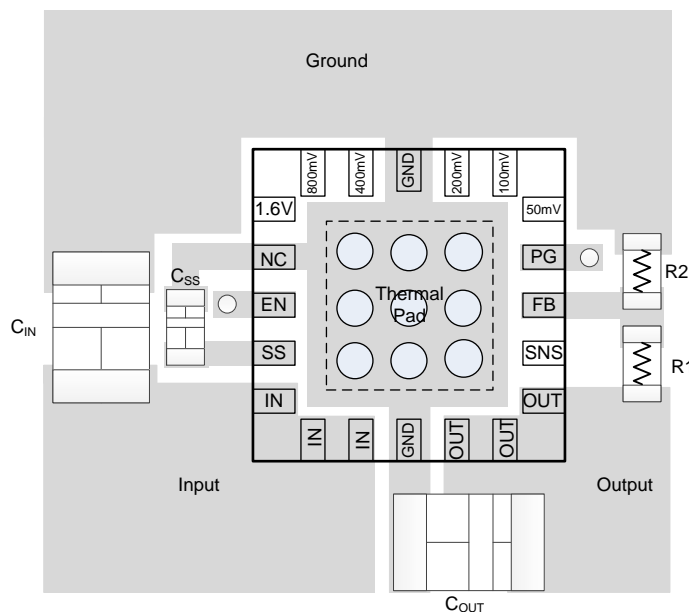 Ground
800mV
400mV
GND
200mV
100mV
1.6V
50mV
NC
PG
R2
CSS
Thermal
Pad
EN
FB
CIN
SS
SNS
R1
IN
OUT
IN
IN
GND
OUT
OUT
Input
Output
COUT